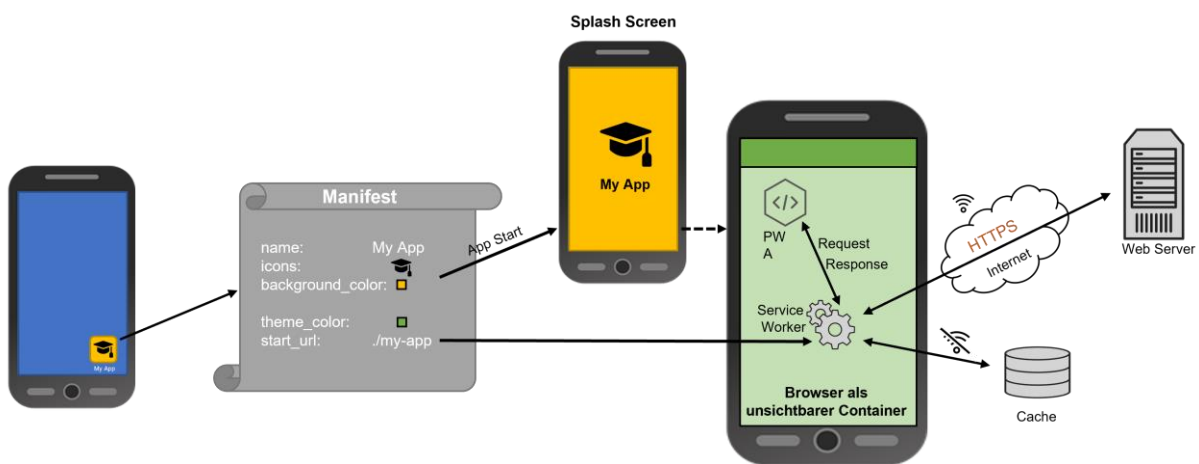 Splash Screen
My App
Manifest
name: My App
icons:
background_color:
theme_color:
start_url: ./my-app
App Start
My App
PW
A
Request
Response
Service
Worker
Browser als
unsichtbarer Container
HTTPS
Internet
Web Server
Cache